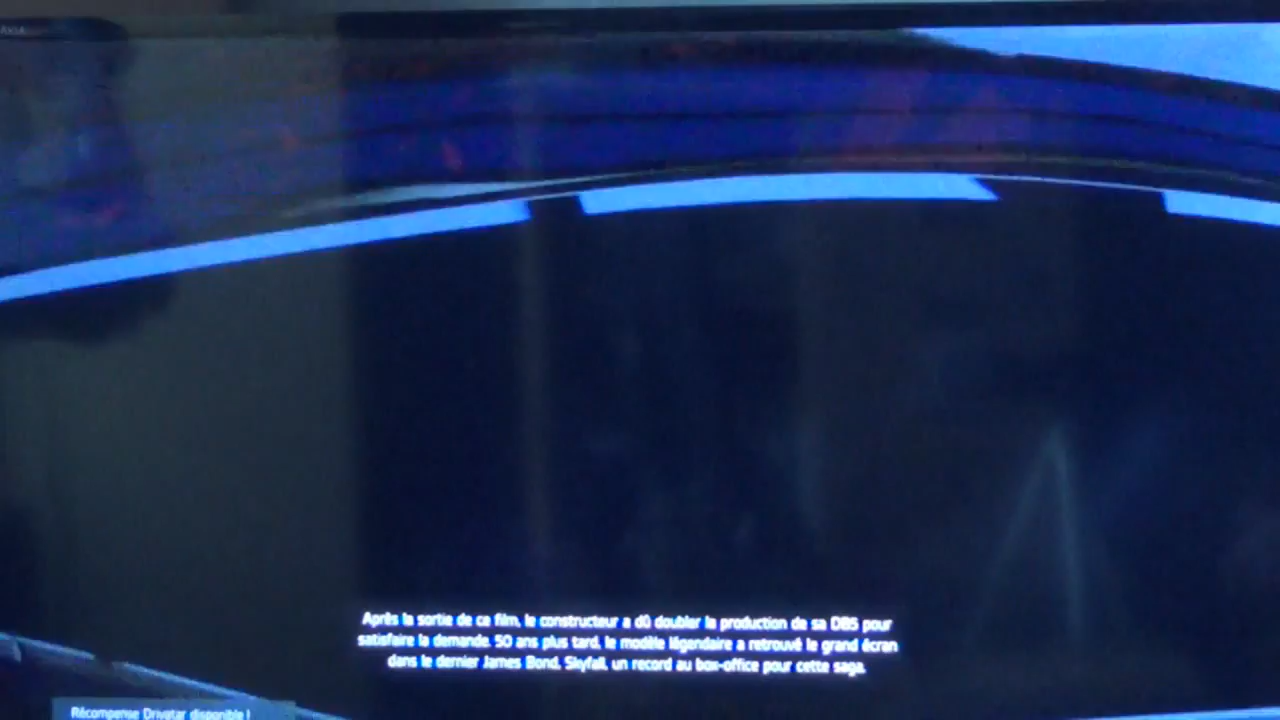 Après la sortie de ce film, le constructeur a dû doubler la production de sa DB5 pour
satisfaire la demande. 50 ans plus tard, le modèle légendaire a retrouvé le grand écran
dans le dernier James Bond, Skyfall, un record au box-office pour cette saga.
Récompense Drivatar disponible !